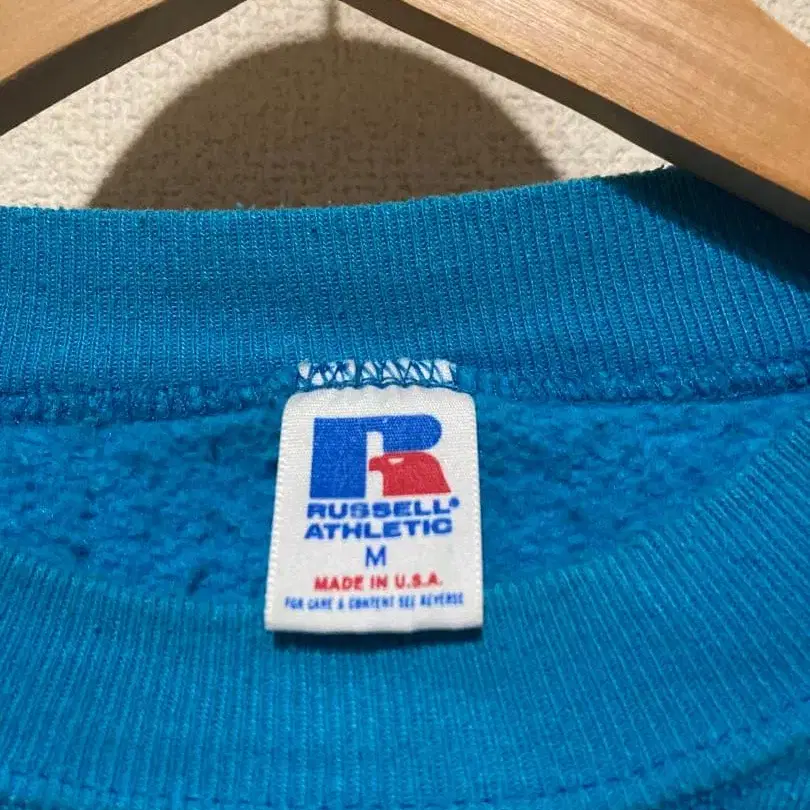 R
RUSSELL®
ATHLETIC
M
MADE IN U.S.A.
FOR CARE & CONTENT SEE REVERSE